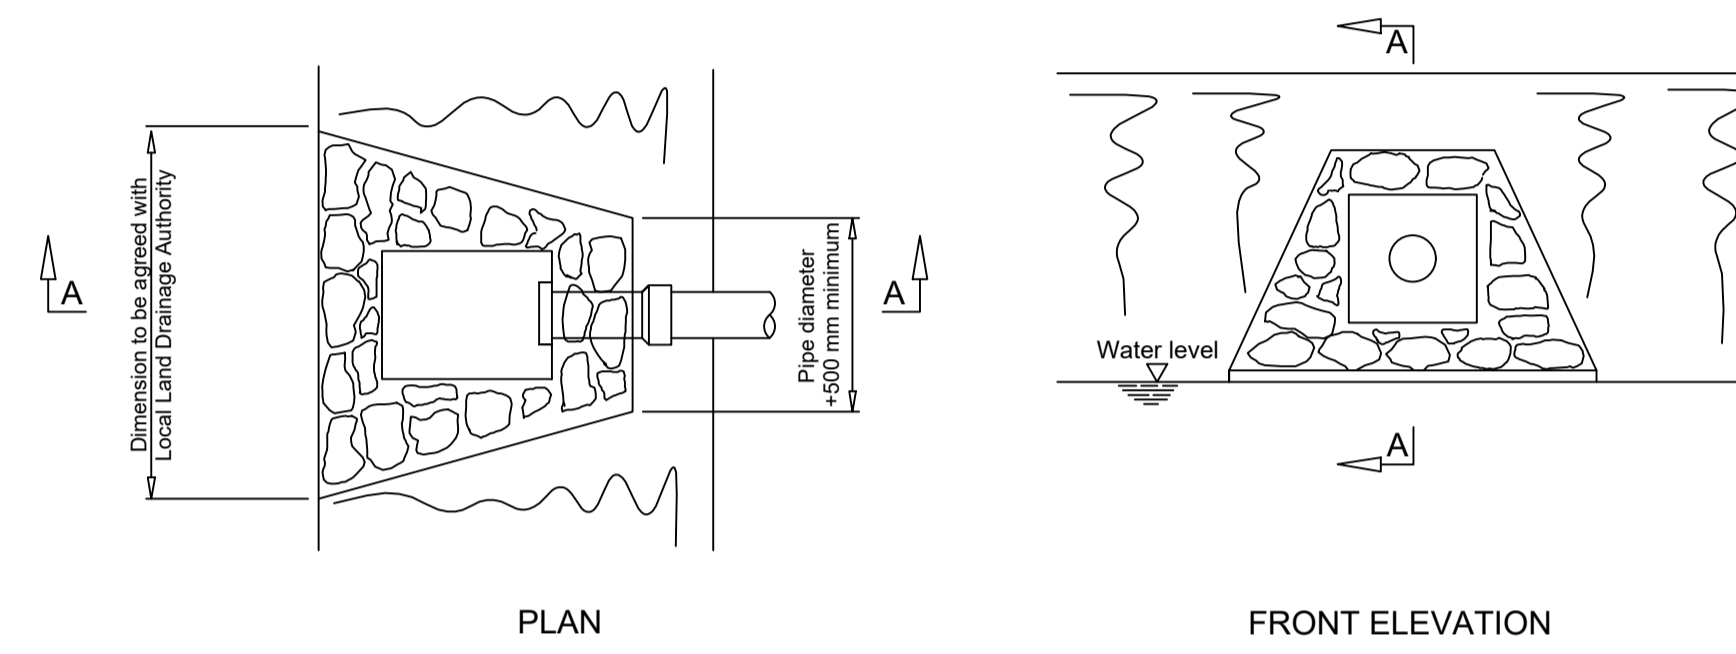 Dimension to be agreed with
Local Land Drainage Authority
A
A
Pipe diameter
+500 mm minimum
PLAN
A
Water level
A
FRONT ELEVATION